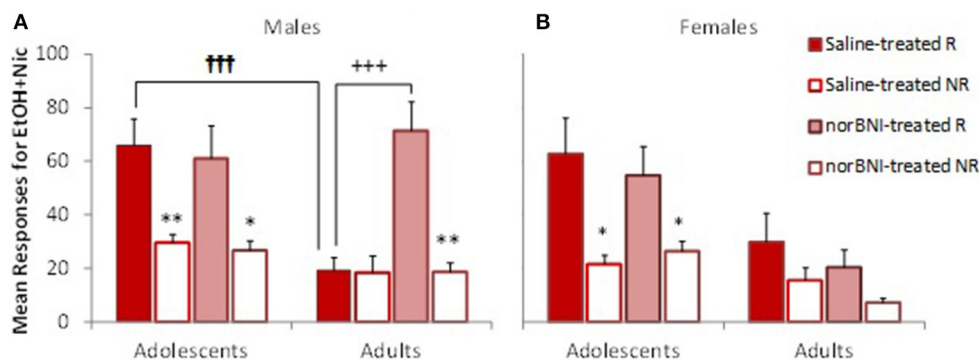 A
Males
B
Females
Mean Responses for EtOH+Nic
100
80
60
40
20
0
†††
+++
**
*
**
*
*
Adolescents
Adults
Adolescents
Adults
Saline-treated R
Saline-treated NR
norBNI-treated R
norBNI-treated NR